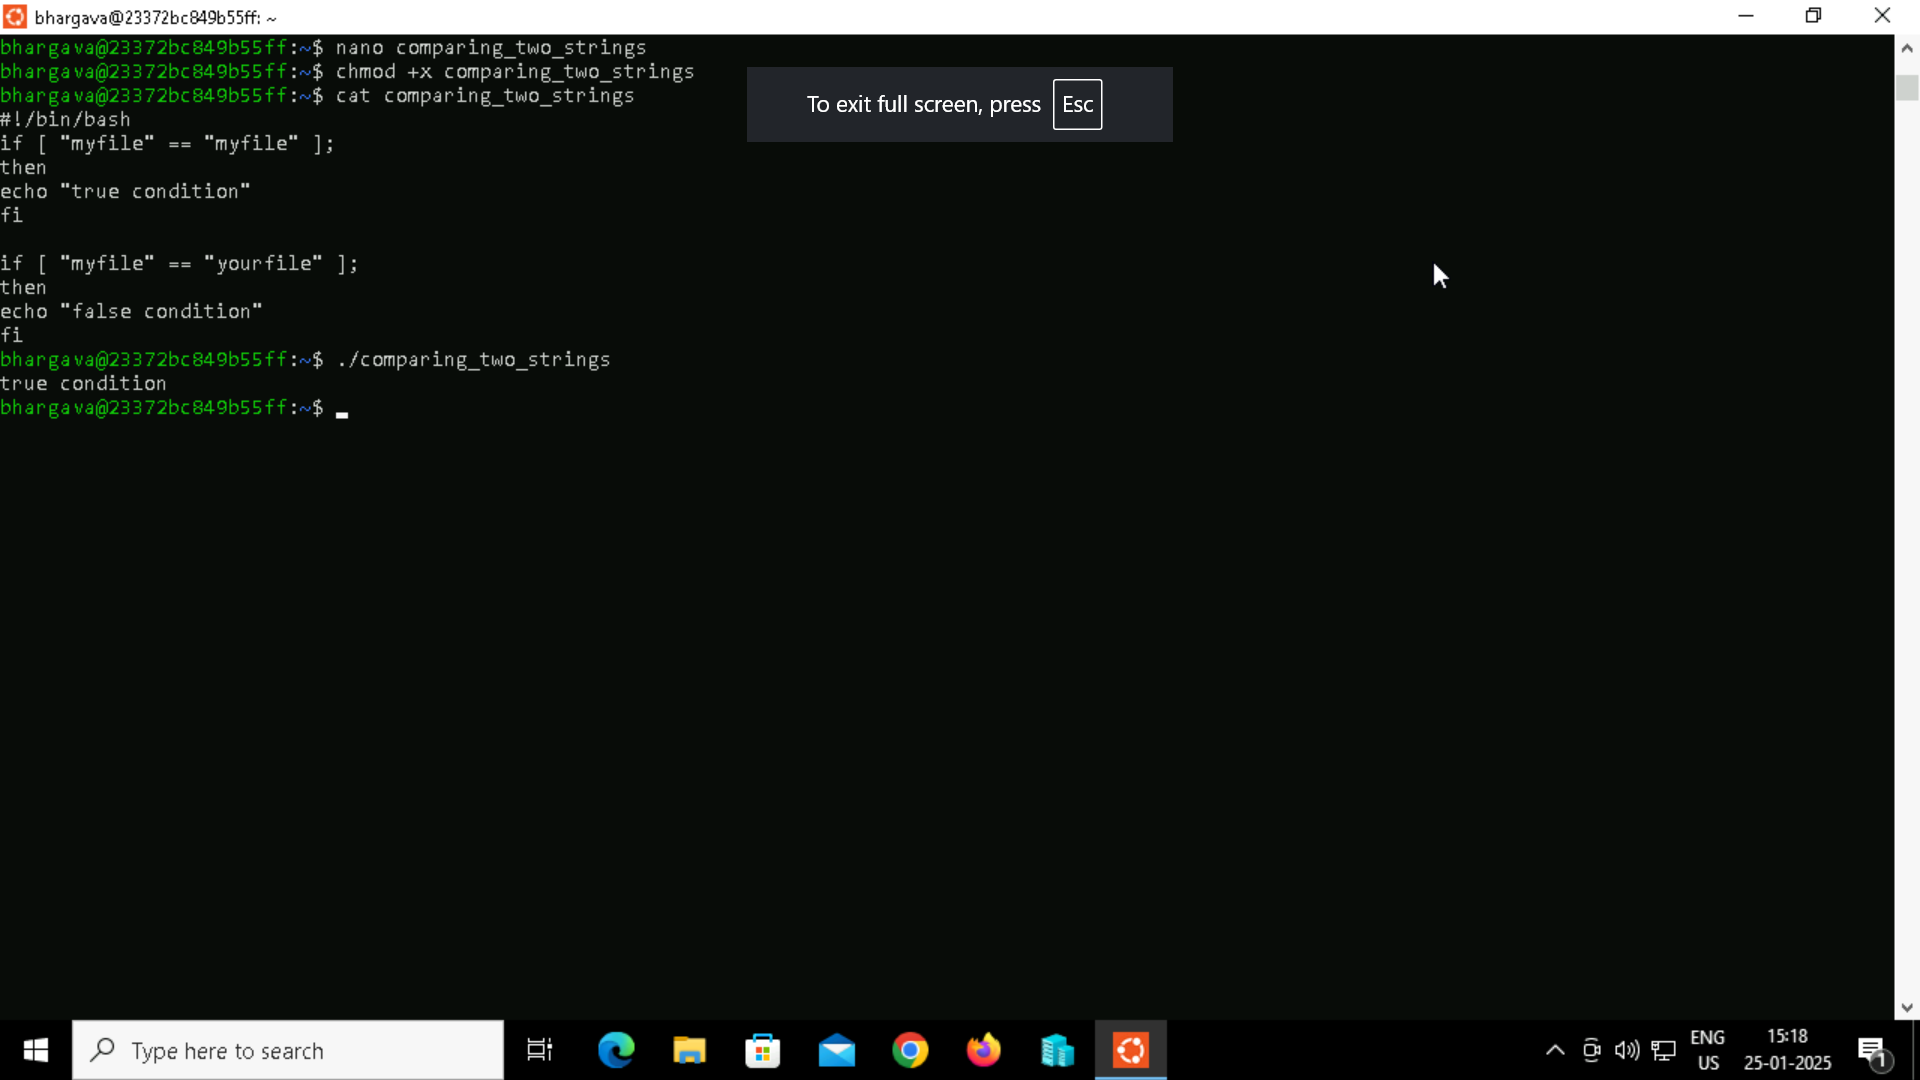 bhargava@23372bc849b55ff: ~
bhargava@23372bc849b55ff:~$ nano comparing_two_strings
bhargava@23372bc849b55ff:~$ chmod +x comparing_two_strings
bhargava@23372bc849b55ff:~$ cat comparing_two_strings
To exit full screen, press Esc
#!/bin/bash
if [ "myfile" == "myfile" ];
then
echo "true condition"
fi
if [ "myfile" == "yourfile" ];
then
echo "false condition"
fi
bhargava@23372bc849b55ff:~$ ./comparing_two_strings
true condition
bhargava@23372bc849b55ff:~$
Type here to search
ENG
US
15:18
25-01-2025
1